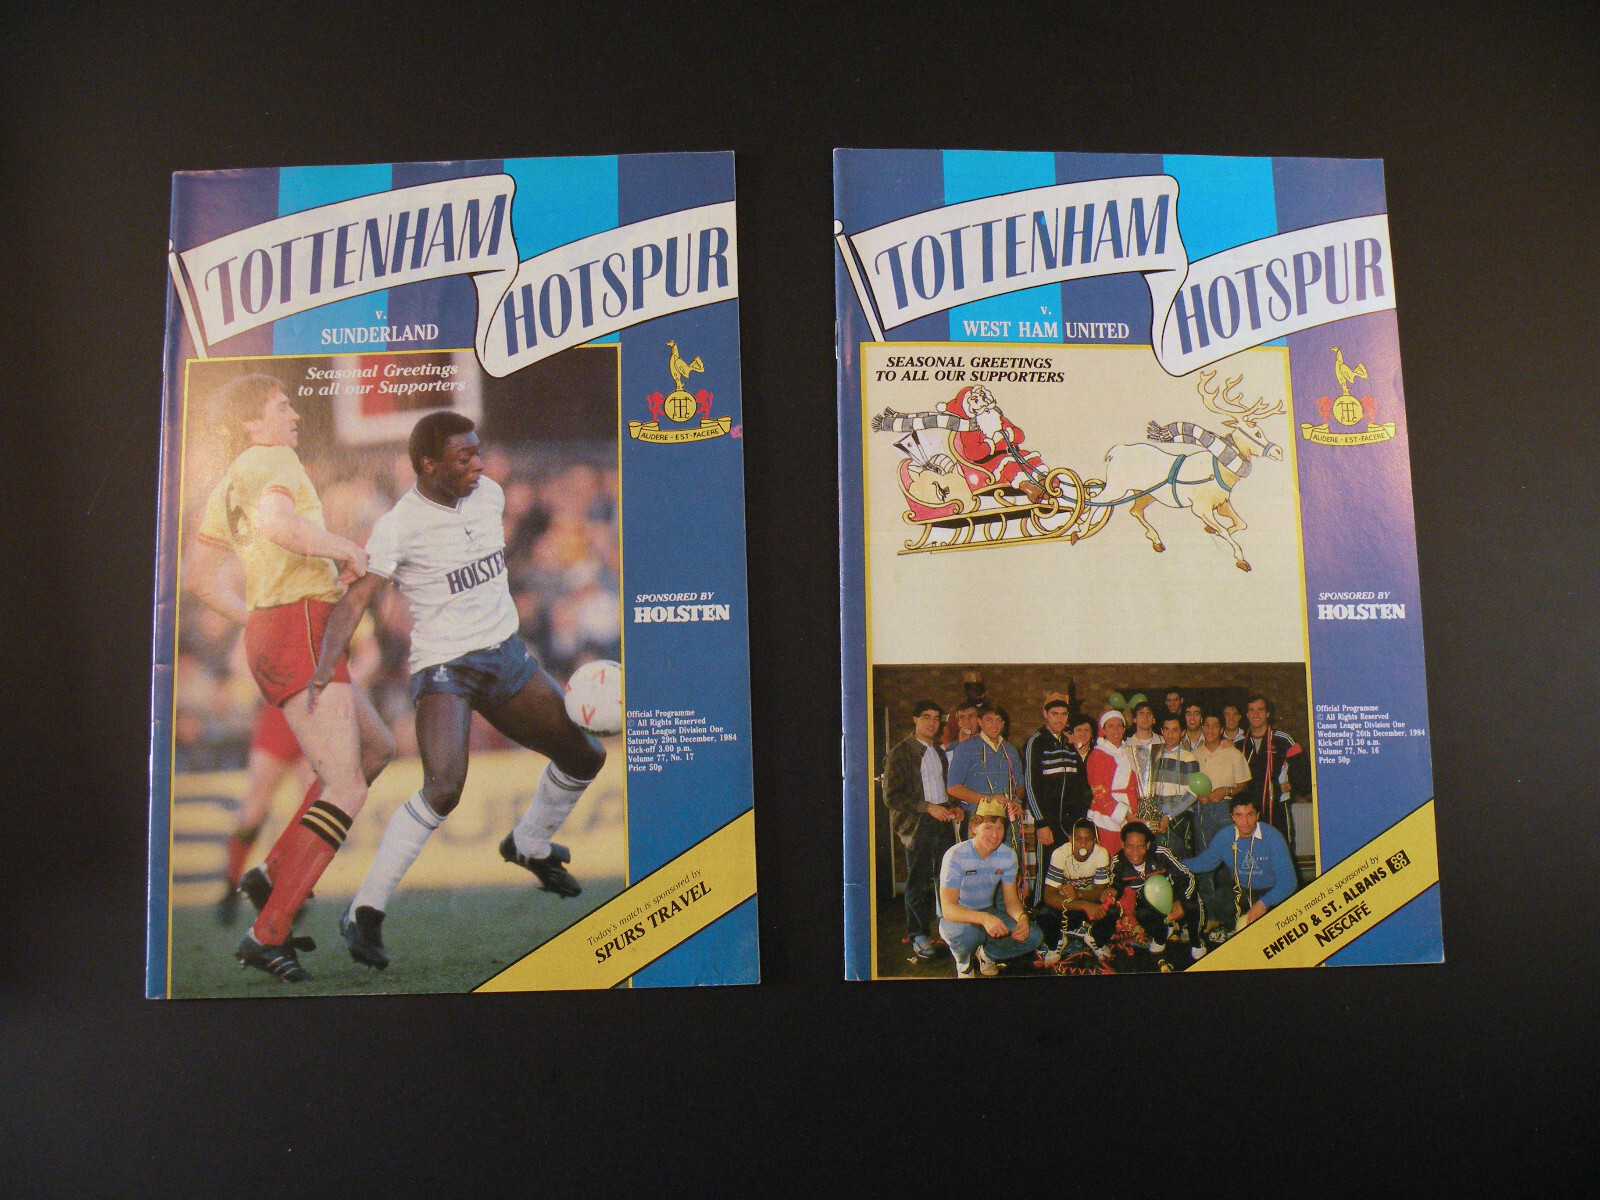 TOTTENHAM
HOTSPUR
v.
SUNDERLAND
Seasonal Greetings
to all our Supporters
AUDERE - EST - FACERE
HOLSTEN
SPONSORED BY
HOLSTEN
Official Programme
© All Rights Reserved
Canon League Division One
Saturday 29th December, 1984
Kick-off 3.00 p.m.
Volume 77, No. 17
Price 50p
Today's match is sponsored by
SPURS TRAVEL
TOTTENHAM
HOTSPUR
v.
WEST HAM UNITED
SEASONAL GREETINGS
TO ALL OUR SUPPORTERS
AUDERE - EST - FACERE
SPONSORED BY
HOLSTEN
Official Programme
© All Rights Reserved
Canon League Division One
Wednesday 26th December, 1984
Kick-off 11.30 a.m.
Volume 77, No. 16
Price 50p
Today's match is sponsored by
ENFIELD & ST. ALBANS CO OP
NESCAFÉ